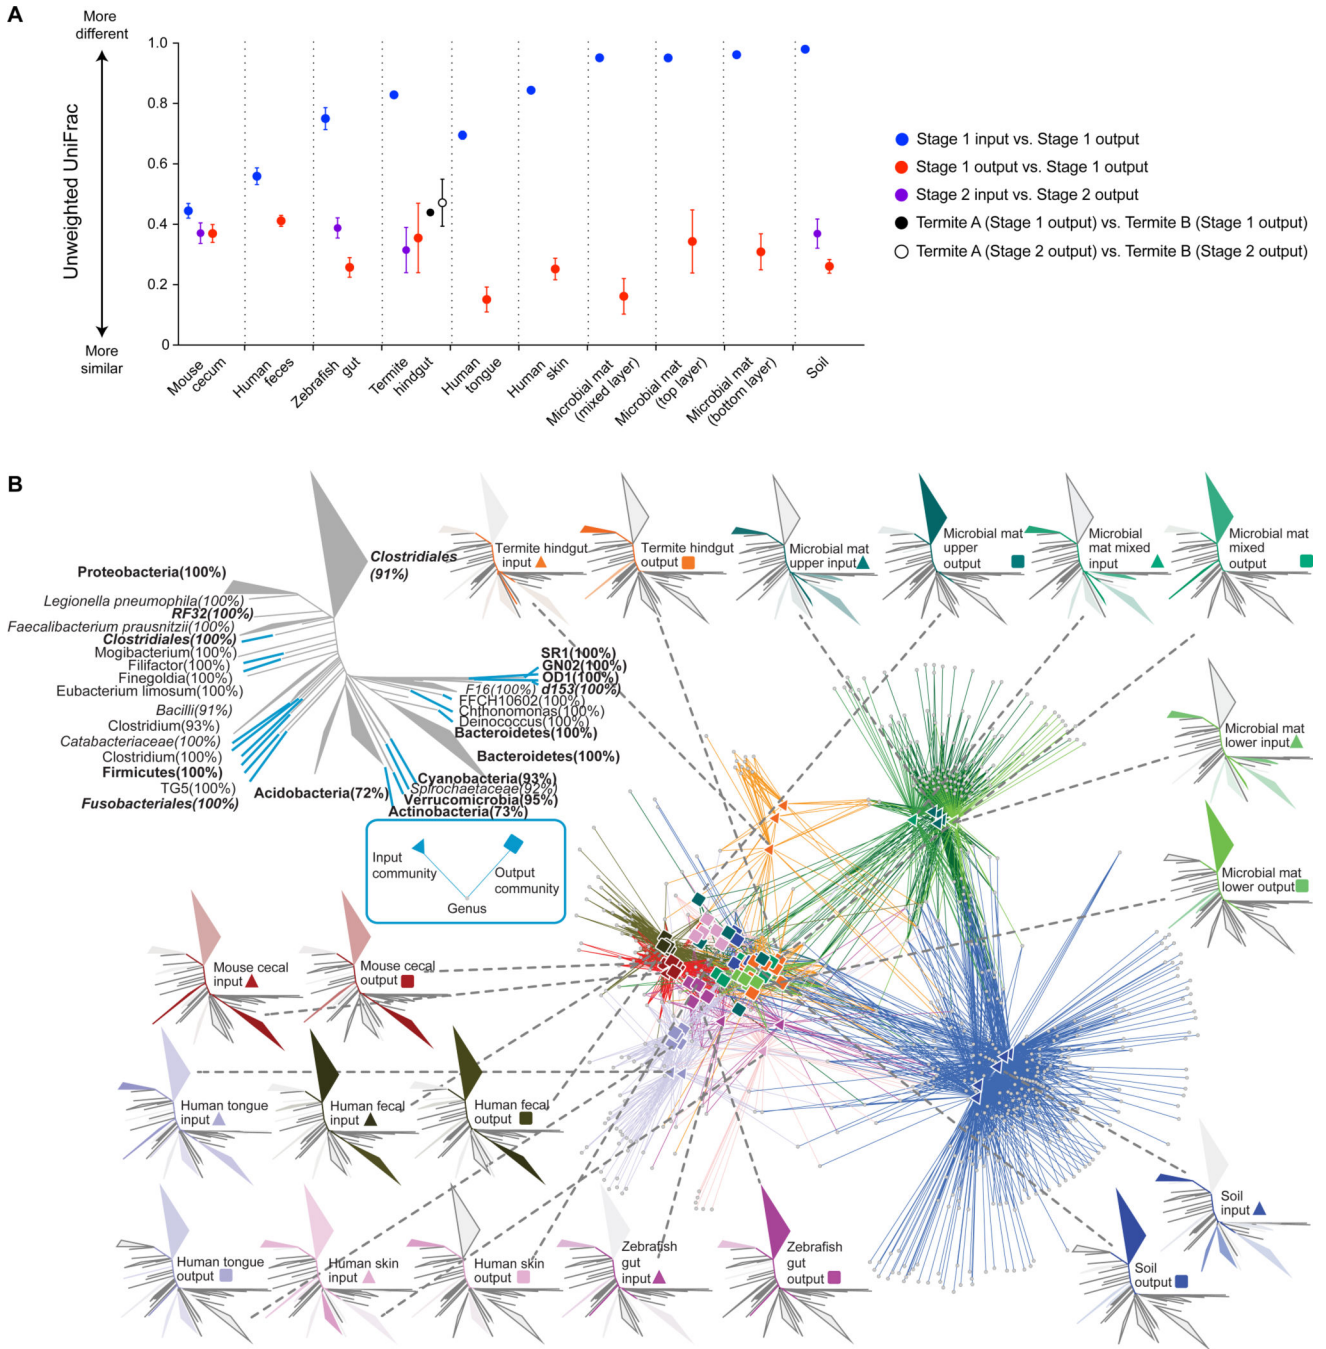 A
More
different
Unweighted UniFrac
1.0
0.8
0.6
0.4
0.2
0
More
similar
Mouse
cecum
Human
feces
Zebrafish
gut
Termite
hindgut
Human
tongue
Human
skin
Microbial mat
(mixed layer)
Microbial mat
(top layer)
Microbial mat
(bottom layer)
Soil
Stage 1 input vs. Stage 1 output
Stage 1 output vs. Stage 1 output
Stage 2 input vs. Stage 2 output
Termite A (Stage 1 output) vs. Termite B (Stage 1 output)
Termite A (Stage 2 output) vs. Termite B (Stage 2 output)
B
Clostridiales
(91%)
Proteobacteria(100%)
Legionella pneumophila(100%)
RF32(100%)
Faecalibacterium prausnitzii(100%)
Clostridiales(100%)
Mogibacterium(100%)
Filifactor(100%)
Finegoldia(100%)
Eubacterium limosum(100%)
Bacilli(91%)
Clostridium(93%)
Catabacteriaceae(100%)
Clostridium(100%)
Firmicutes(100%)
TG5(100%)
Fusobacteriales(100%)
SR1(100%)
GN02(100%)
OD1(100%)
F16(100%)
d153(100%)
FFCH10602(100%)
Chthonomonas(100%)
Deinococcus(100%)
Bacteroidetes(100%)
Bacteroidetes(100%)
Cyanobacteria(93%)
Spirochaetaceae(92%)
Verrucomicrobia(95%)
Actinobacteria(73%)
Acidobacteria(72%)
Input
community
Output
community
Genus
Termite hindgut
input
Termite hindgut
output
Microbial mat
upper input
Microbial mat
upper
output
Microbial
mat mixed
input
Microbial mat
mixed
output
Microbial mat
lower input
Microbial mat
lower output
Mouse cecal
input
Mouse cecal
output
Human tongue
input
Human fecal
input
Human fecal
output
Human tongue
output
Human skin
input
Human skin
output
Zebrafish
gut
input
Zebrafish
gut
output
Soil
output
Soil
input